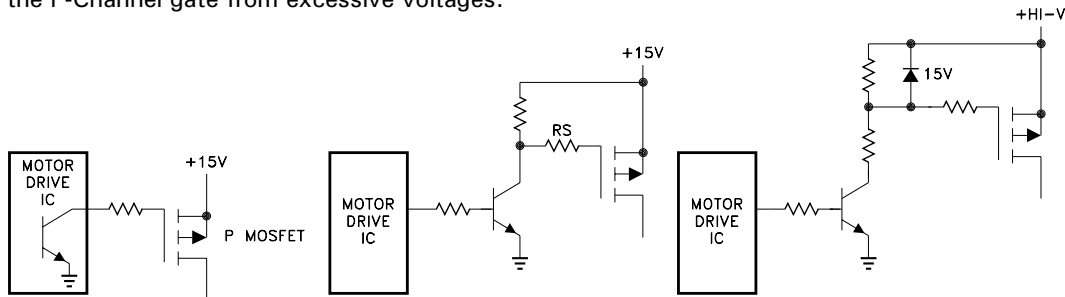 the P-Channel gate from excessive voltages.
+HI-V
+15V
15V
RS
MOTOR
DRIVE
IC
+15V
P MOSFET
MOTOR
DRIVE
IC
MOTOR
DRIVE
IC